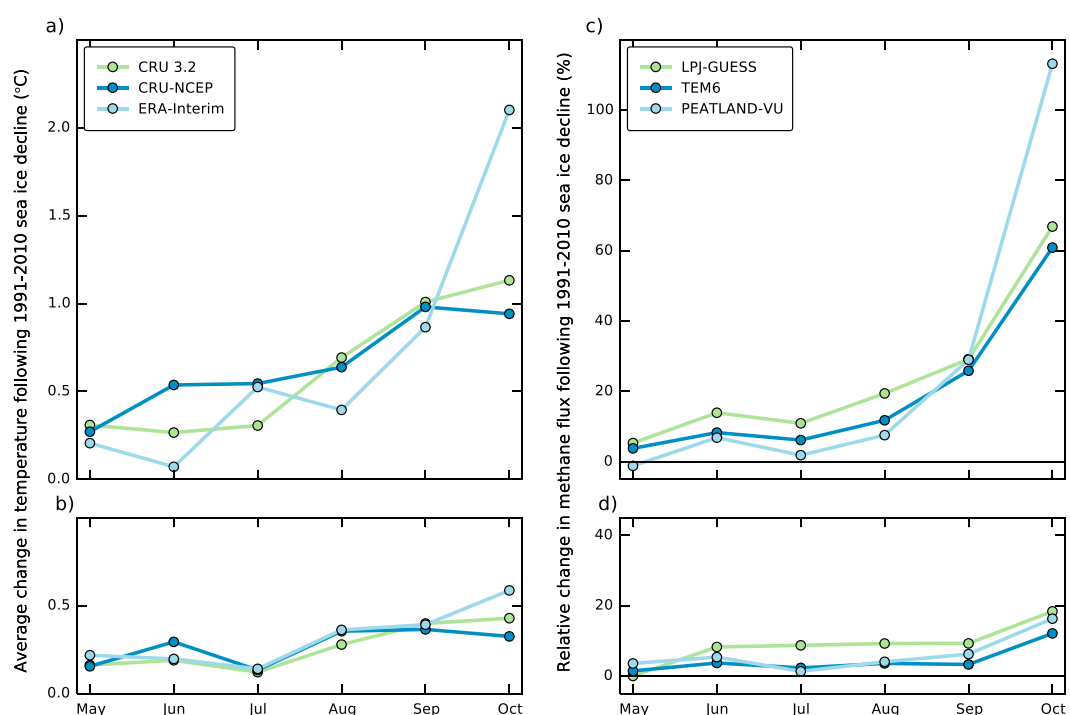 a)
CRU 3.2
CRU-NCEP
ERA-Interim
2.0
1.5
1.0
0.5
0.0
b)
0.5
0.0
May Jun Jul Aug Sep Oct
Average change in temperature following 1991-2010 sea ice decline (°C)
c)
LPJ-GUESS
TEM6
PEATLAND-VU
100
80
60
40
20
0
d)
40
20
0
May Jun Jul Aug Sep Oct
Relative change in methane flux following 1991-2010 sea ice decline (%)